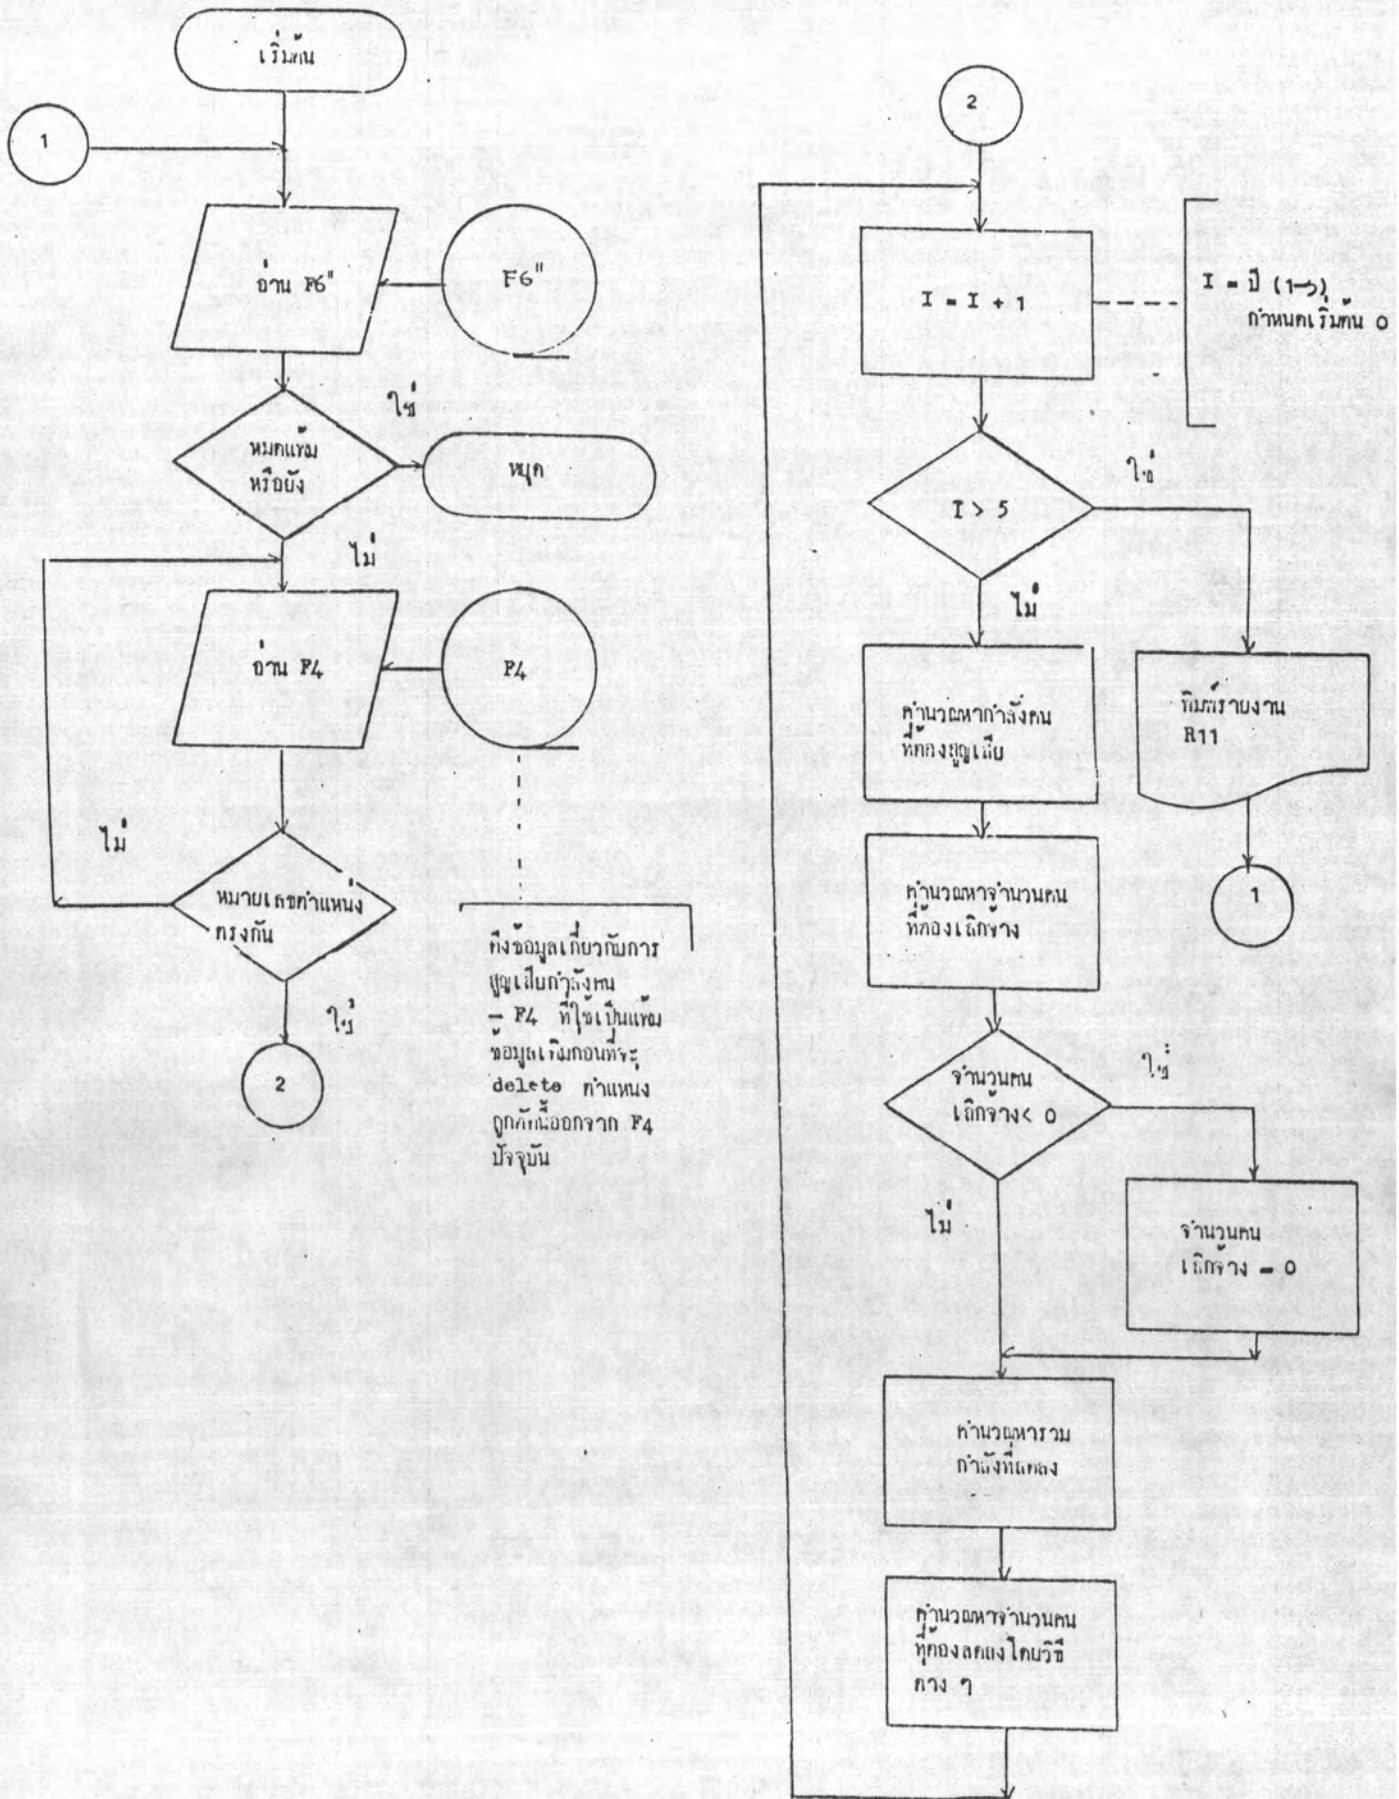 เริ่มต้น
1
อ่าน F6"
F6"
หมดแฟ้ม
หรือยัง
ใช่
หยุด
ไม่
อ่าน F4
F4
ไม่
หมายเลขตำแหน่ง
ตรงกัน
ใช่
2
ดึงข้อมูลเกี่ยวกับการ
สูญเสียกำลังคน
- F4 ที่ใช้เป็นแฟ้ม
ข้อมูลเดิมก่อนที่จะ
delete ตำแหน่ง
ถูกตัดนี้ออกจาก F4
ปัจจุบัน
2
I = I + 1
I = ปี (1-5)
กำหนดเริ่มต้น 0
I > 5
ใช่
ไม่
คำนวณหากำลังคน
ที่ต้องสูญเสีย
พิมพ์รายงาน
R11
คำนวณหาจำนวนคน
ที่ต้องเลิกจ้าง
1
จำนวนคน
เลิกจ้าง < 0
ใช่
ไม่
จำนวนคน
เลิกจ้าง = 0
คำนวณหารวม
กำลังที่ลดลง
คำนวณหาจำนวนคน
ที่ต้องลดลงโดยวิธี
ต่าง ๆ